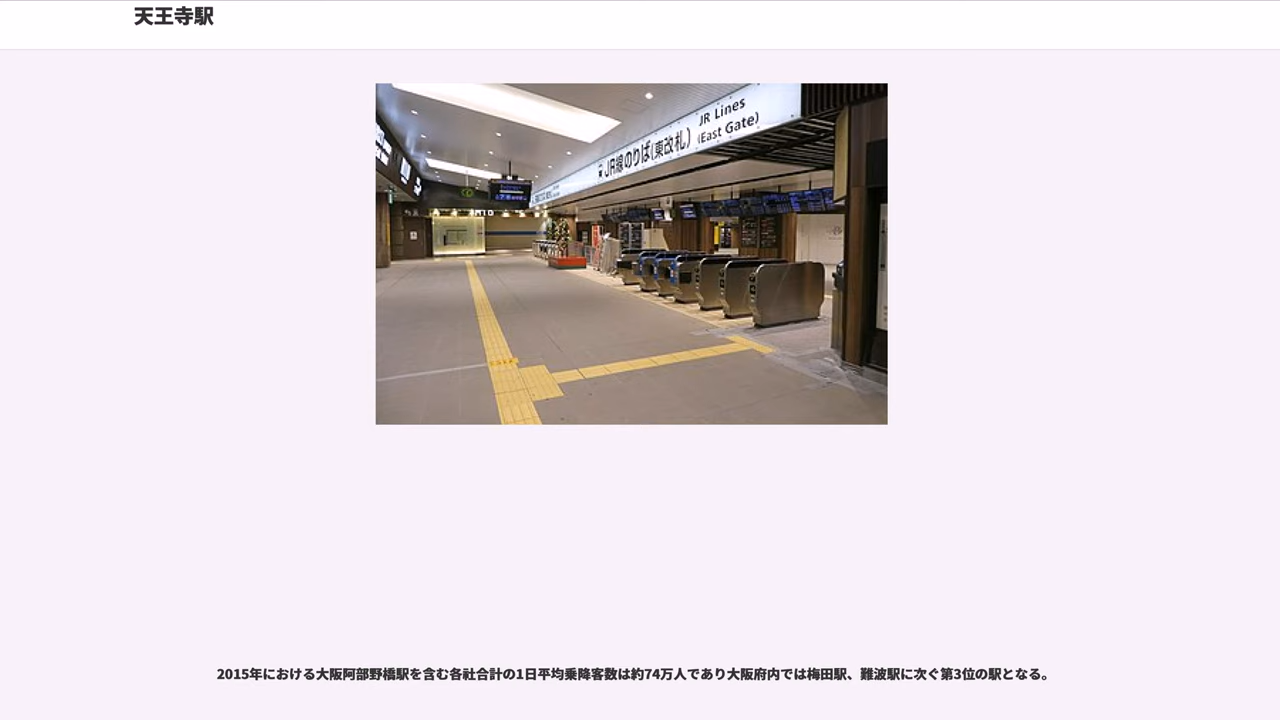 天王寺駅
JR線のりば(東改札)
JR Lines
(East Gate)
MIO
2015年における大阪阿部野橋駅を含む各社合計の1日平均乗降客数は約74万人であり大阪府内では梅田駅、難波駅に次ぐ第3位の駅となる。